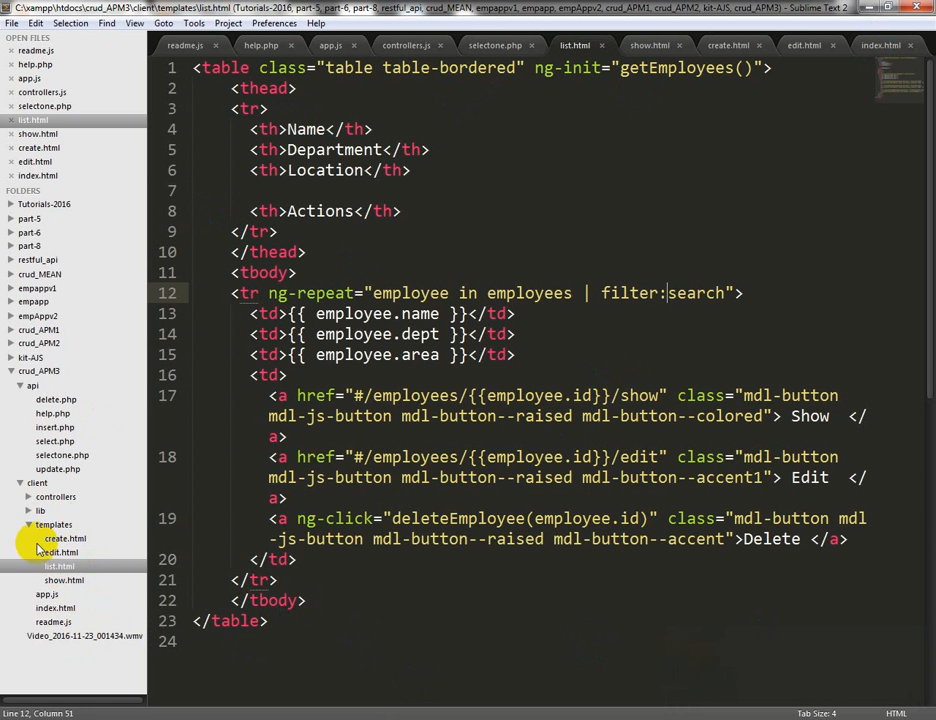 C:\xampp\htdocs\crud_APM3\client\templates\list.html (Tutorials-2016, part-5, part-6, part-8, restful_api, crud_MEAN, empappv1, empapp, empAppv2, crud_APM1, crud_APM2, kit-AJS, crud_APM3) - Sublime Text 2
File Edit Selection Find View Goto Tools Project Preferences Help
OPEN FILES
readme.js
help.php
app.js
controllers.js
selectone.php
list.html
show.html
create.html
edit.html
index.html
FOLDERS
Tutorials-2016
part-5
part-6
part-8
restful_api
crud_MEAN
empappv1
empapp
empAppv2
crud_APM1
crud_APM2
kit-AJS
crud_APM3
api
delete.php
help.php
insert.php
select.php
selectone.php
update.php
client
controllers
lib
templates
create.html
edit.html
list.html
show.html
app.js
index.html
readme.js
Video_2016-11-23_001434.wmv
readme.js help.php app.js controllers.js selectone.php list.html show.html create.html edit.html index.html
1 <table class="table table-bordered" ng-init="getEmployees()">
2 <thead>
3 <tr>
4 <th>Name</th>
5 <th>Department</th>
6 <th>Location</th>
7
8 <th>Actions</th>
9 </tr>
10 </thead>
11 <tbody>
12 <tr ng-repeat="employee in employees | filter:search">
13 <td>{{ employee.name }}</td>
14 <td>{{ employee.dept }}</td>
15 <td>{{ employee.area }}</td>
16 <td>
17 <a href="#/employees/{{employee.id}}/show" class="mdl-button
mdl-js-button mdl-button--raised mdl-button--colored"> Show </
a>
18 <a href="#/employees/{{employee.id}}/edit" class="mdl-button
mdl-js-button mdl-button--raised mdl-button--accent1"> Edit </
a>
19 <a ng-click="deleteEmployee(employee.id)" class="mdl-button mdl
-js-button mdl-button--raised mdl-button--accent">Delete </a>
20 </td>
21 </tr>
22 </tbody>
23 </table>
24
Line 12, Column 51 Tab Size: 4 HTML